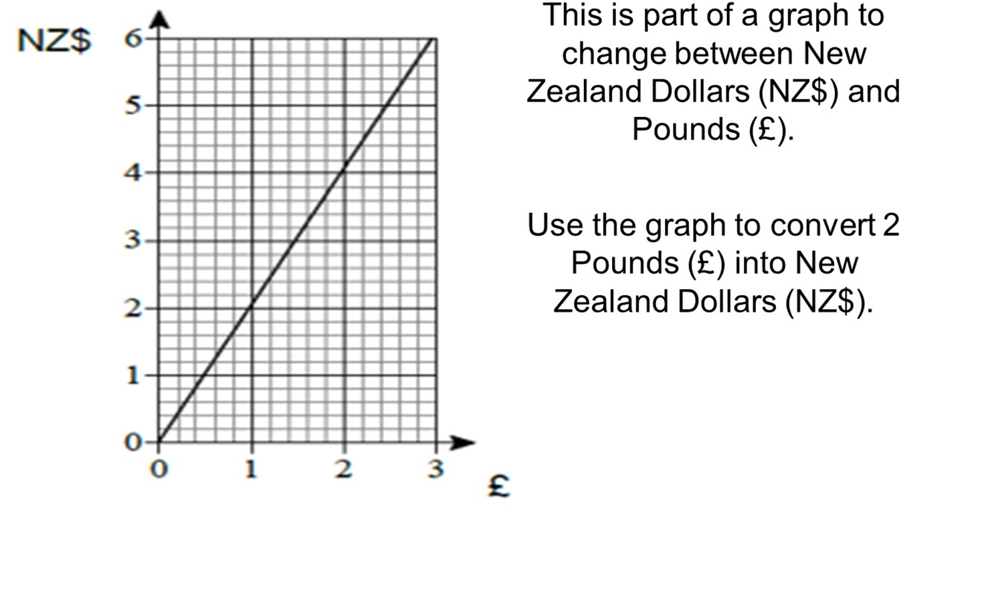 NZ$
6
5
4
3
2
1
0
0 1 2 3
£
This is part of a graph to
change between New
Zealand Dollars (NZ$) and
Pounds (£).
Use the graph to convert 2
Pounds (£) into New
Zealand Dollars (NZ$).